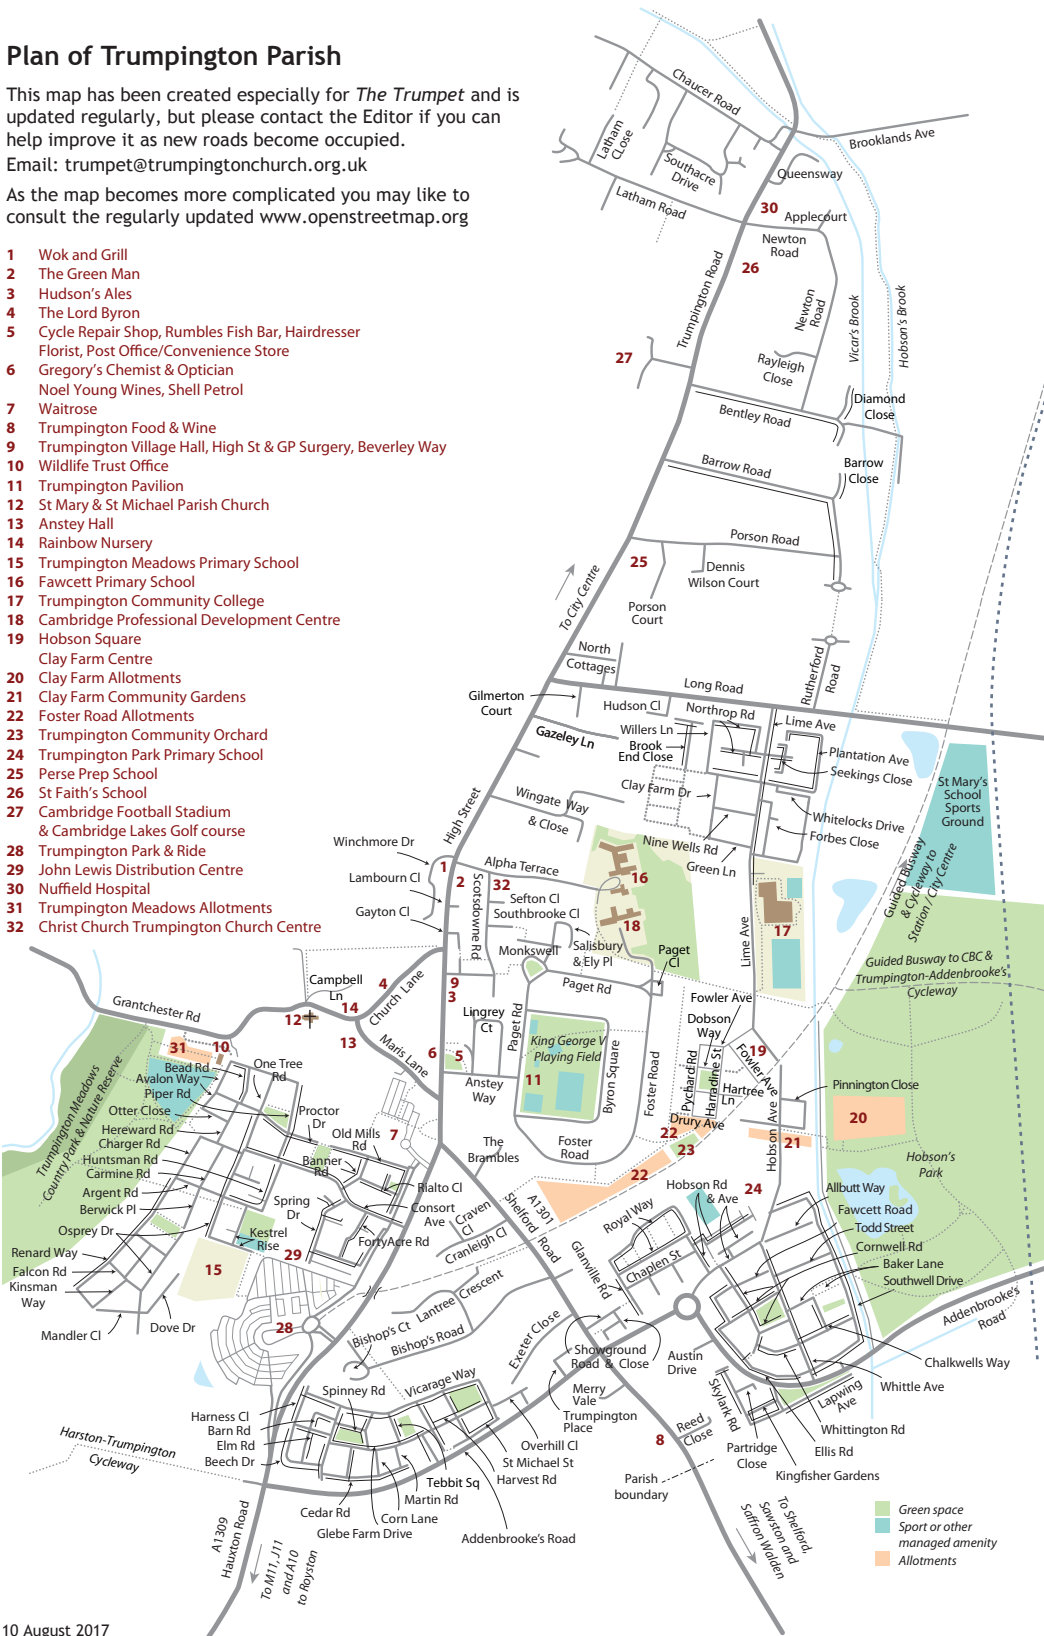 Plan of Trumpington Parish
This map has been created especially for The Trumpet and is
updated regularly, but please contact the Editor if you can
help improve it as new roads become occupied.
Email: trumpet@trumpingtonchurch.org.uk
As the map becomes more complicated you may like to
consult the regularly updated www.openstreetmap.org
1 Wok and Grill
2 The Green Man
3 Hudson's Ales
4 The Lord Byron
5 Cycle Repair Shop, Rumbles Fish Bar, Hairdresser
Florist, Post Office/Convenience Store
6 Gregory's Chemist & Optician
Noel Young Wines, Shell Petrol
7 Waitrose
8 Trumpington Food & Wine
9 Trumpington Village Hall, High St & GP Surgery, Beverley Way
10 Wildlife Trust Office
11 Trumpington Pavilion
12 St Mary & St Michael Parish Church
13 Anstey Hall
14 Rainbow Nursery
15 Trumpington Meadows Primary School
16 Fawcett Primary School
17 Trumpington Community College
18 Cambridge Professional Development Centre
19 Hobson Square
Clay Farm Centre
20 Clay Farm Allotments
21 Clay Farm Community Gardens
22 Foster Road Allotments
23 Trumpington Community Orchard
24 Trumpington Park Primary School
25 Perse Prep School
26 St Faith's School
27 Cambridge Football Stadium
& Cambridge Lakes Golf course
28 Trumpington Park & Ride
29 John Lewis Distribution Centre
30 Nuffield Hospital
31 Trumpington Meadows Allotments
32 Christ Church Trumpington Church Centre
Chaucer Road
Brooklands Ave
Latham
CLose
Southacre
Drive
Queensway
Latham Road
30
Applecourt
Newton
Road
26
Trumpington Road
Newton
Road
Vicar's Brook
Hobson's Brook
27
Rayleigh
Close
Diamond
Close
Bentley Road
Barrow Road
Barrow
Close
Porson Road
25
Dennis
Wilson Court
To City Centre
Porson
Court
North
Cottages
Rutherford
Road
Long Road
Gilmerton
Court
Hudson Cl
Northrop Rd
Lime Ave
Gazeley Ln
Willers Ln
Brook
End Close
Plantation Ave
Seekings Close
St Mary's
School
Sports
Ground
Clay Farm Dr
Wingate Way
& Close
Whitelocks Drive
Forbes Close
High Street
Nine Wells Rd
Green Ln
Winchmore Dr
Alpha Terrace
Lambourn Cl
1
2
32
16
Scotsdowne Rd
Sefton Cl
Southbrooke Cl
Gayton Cl
18
17
Guided Busway
& Cycleway to
Station / City Centre
Monkswell
Salisbury
& Ely Pl
Paget
Cl
Lime Ave
Guided Busway to CBC &
Trumpington-Addenbrooke's
Cycleway
Campbell
Ln
4
Church Lane
9
3
Paget Rd
Fowler Ave
Grantchester Rd
14
12
Lingrey
Ct
Paget Rd
Dobson
Way
13
Maris Lane
6
5
King George V
Playing Field
11
Byron Square
Foster Road
Pychard Rd
Harradine St
19
Fowler Ave
31
10
Bead Rd
One Tree
Rd
Avalon Way
Piper Rd
Anstey
Way
Hartree
Ln
Pinnington Close
Trumpington Meadows
Country Park & Nature Reserve
Otter Close
Proctor
Dr
Hereward Rd
Charger Rd
Old Mills
Rd
7
Drury Ave
22
23
20
21
Hobson Ave
Huntsman Rd
Carmine Rd
Banner
Rd
The
Brambles
Foster
Road
Hobson's
Park
Argent Rd
Rialto Cl
22
Hobson Rd
& Ave
24
Allbutt Way
Berwick Pl
Spring
Dr
Consort
Ave
Craven
Cl
A1301
Shelford Road
Royal Way
Fawcett Road
Osprey Dr
Todd Street
Kestrel
Rise
FortyAcre Rd
Cranleigh Cl
Renard Way
29
Cornwell Rd
Falcon Rd
15
Glanville Rd
Chaplen St
Baker Lane
Kinsman
Way
Southwell Drive
Lantree Crescent
Addenbrooke's
Road
Mandler Cl
Dove Dr
28
Bishop's Ct
Bishop's Road
Exeter Close
Showground
Road & Close
Austin
Drive
Chalkwells Way
Spinney Rd
Vicarage Way
Merry
Vale
Skylark Rd
Lapwing
Ave
Whittle Ave
Harness Cl
Trumpington
Place
Barn Rd
Reed
Close
Whittington Rd
Elm Rd
8
Overhill Cl
Partridge
Close
Ellis Rd
Harston-Trumpington
Cycleway
Beech Dr
St Michael St
Tebbit Sq
Harvest Rd
Parish
boundary
Kingfisher Gardens
Martin Rd
Cedar Rd
Corn Lane
Glebe Farm Drive
Addenbrooke's Road
A1309
Hauxton Road
To M11, J11
and A10
to Royston
To Shelford,
Sawston and
Saffron Walden
Green space
Sport or other
managed amenity
Allotments
10 August 2017